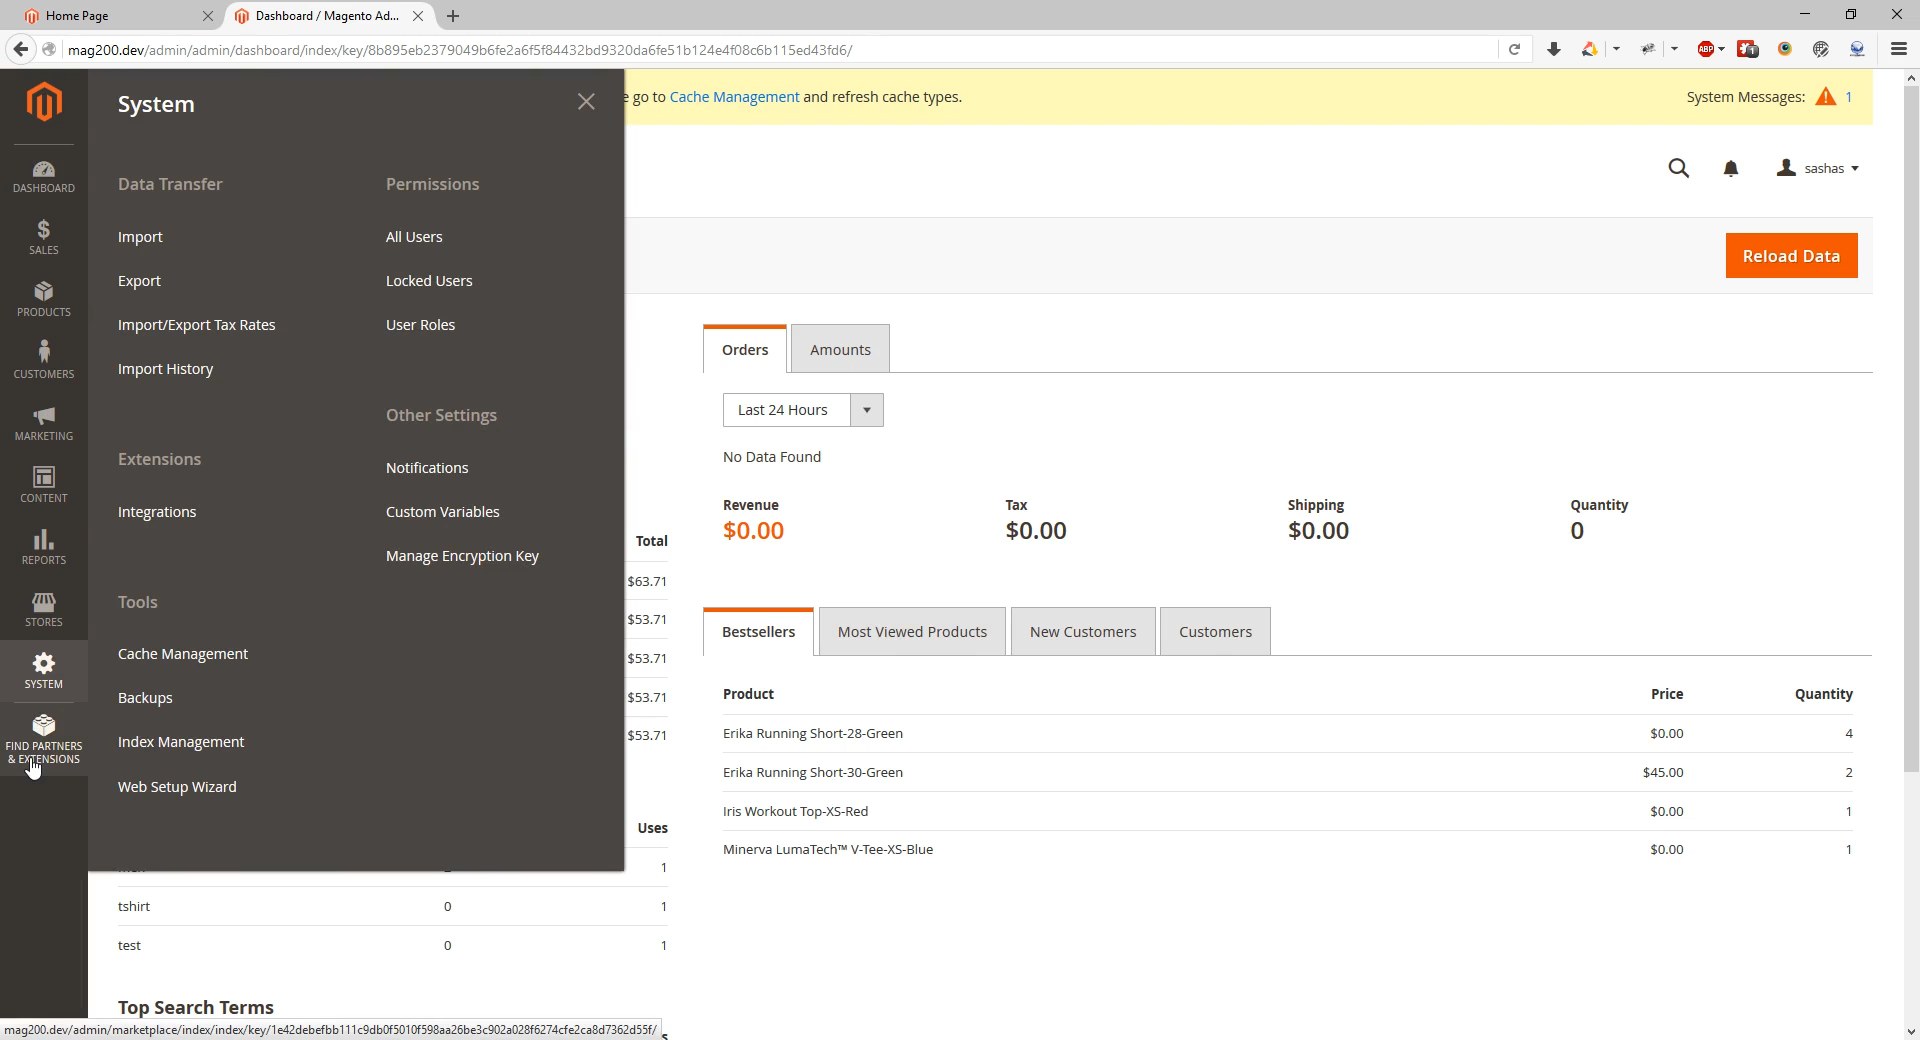 Home Page
Dashboard / Magento Ad...
mag200.dev/admin/admin/dashboard/index/key/8b895eb2379049b6fe2a6f5f84432bd9320da6fe51b124e4f08c6b115ed43fd6/
ABP
1
DASHBOARD
SALES
PRODUCTS
CUSTOMERS
MARKETING
CONTENT
REPORTS
STORES
SYSTEM
FIND PARTNERS
& EXTENSIONS
System
Data Transfer
Import
Export
Import/Export Tax Rates
Import History
Extensions
Integrations
Tools
Cache Management
Backups
Index Management
Web Setup Wizard
Permissions
All Users
Locked Users
User Roles
Other Settings
Notifications
Custom Variables
Manage Encryption Key
go to Cache Management and refresh cache types.
System Messages: 1
sashas
Reload Data
Orders
Amounts
Last 24 Hours
No Data Found
Revenue Tax Shipping Quantity
$0.00 $0.00 $0.00 0
Total
$63.71
$53.71
$53.71
$53.71
$53.71
Uses
1
tshirt 0 1
test 0 1
Top Search Terms
Bestsellers
Most Viewed Products
New Customers
Customers
Product Price Quantity
Erika Running Short-28-Green $0.00 4
Erika Running Short-30-Green $45.00 2
Iris Workout Top-XS-Red $0.00 1
Minerva LumaTech™ V-Tee-XS-Blue $0.00 1
mag200.dev/admin/marketplace/index/index/key/1e42debefbb111c9db0f5010f598aa26be3c902a028f6274cfe2ca8d7362d55f/